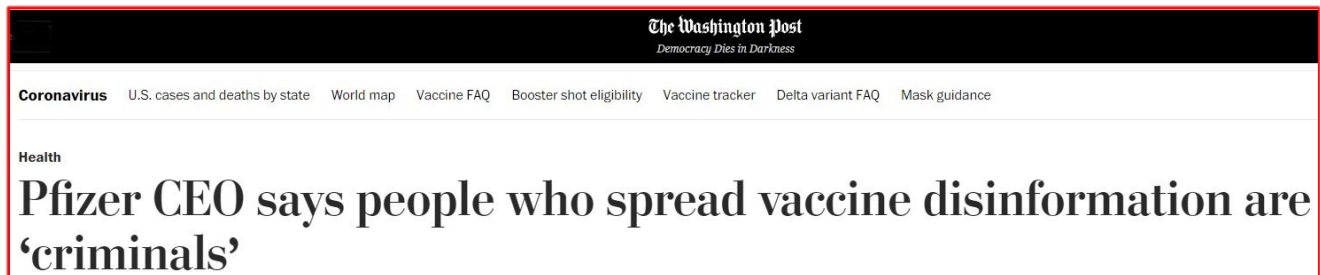 The Washington Post
Democracy Dies in Darkness
Coronavirus U.S. cases and deaths by state World map Vaccine FAQ Booster shot eligibility Vaccine tracker Delta variant FAQ Mask guidance
Health
Pfizer CEO says people who spread vaccine disinformation are
‘criminals’